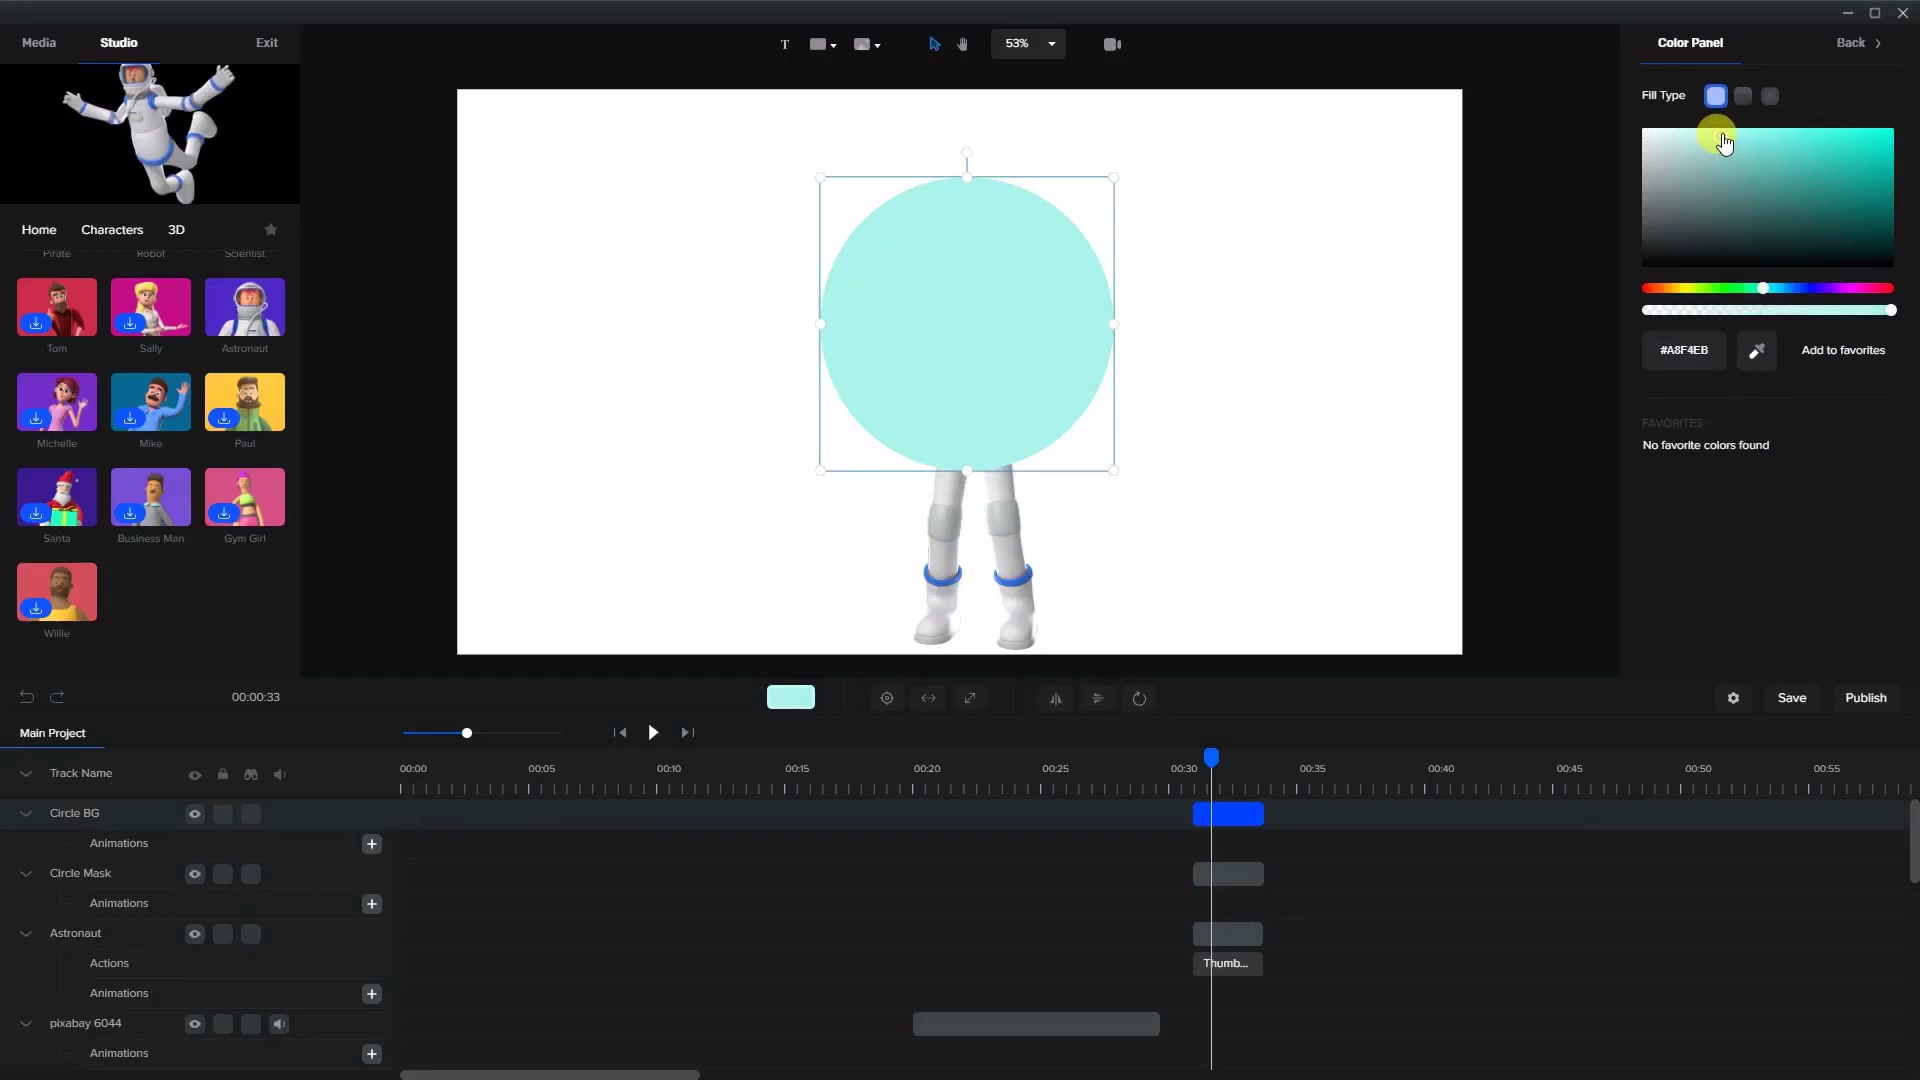 Media Studio Exit
T 53%
Color Panel Back
Fill Type
Home Characters 3D
Pirate Robot Scientist
Tom Sally Astronaut
Michelle Mike Paul
Santa Business Man Gym Girl
Willie
#A8F4EB Add to favorites
FAVORITES
No favorite colors found
00:00:33
Save Publish
Main Project
Track Name
00:00 00:05 00:10 00:15 00:20 00:25 00:30 00:35 00:40 00:45 00:50 00:55
Circle BG
Animations
Circle Mask
Animations
Astronaut
Actions Thumb...
Animations
pixabay 6044
Animations